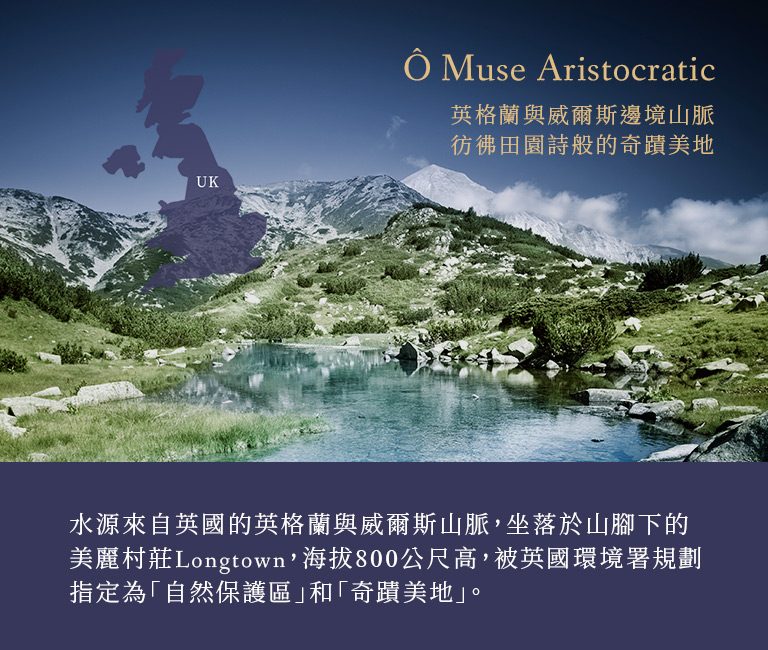 Ô Muse Aristocratic
英格蘭與威爾斯邊境山脈
彷彿田園詩般的奇蹟美地
UK
水源來自英國的英格蘭與威爾斯山脈，坐落於山腳下的
美麗村莊Longtown，海拔800公尺高，被英國環境署規劃
指定為「自然保護區」和「奇蹟美地」。